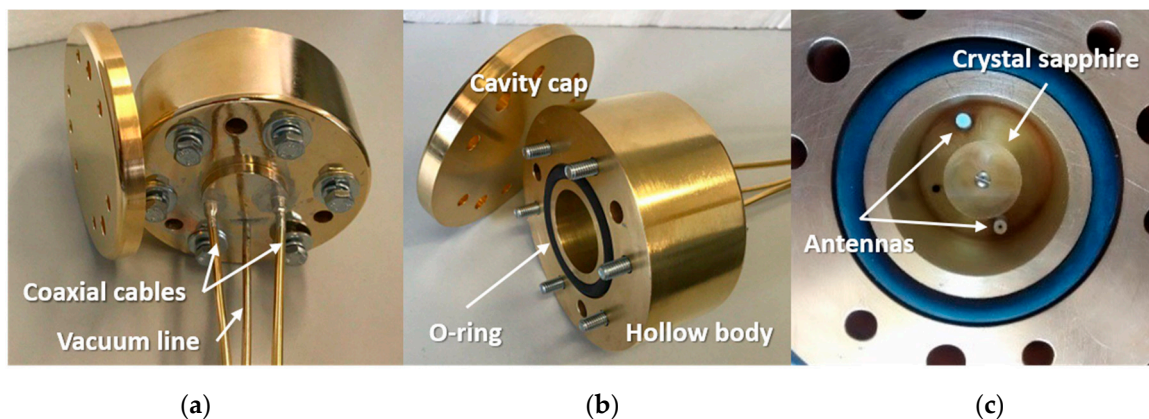 Coaxial cables
Vacuum line
Cavity cap
O-ring
Hollow body
Crystal sapphire
Antennas
(a)
(b)
(c)